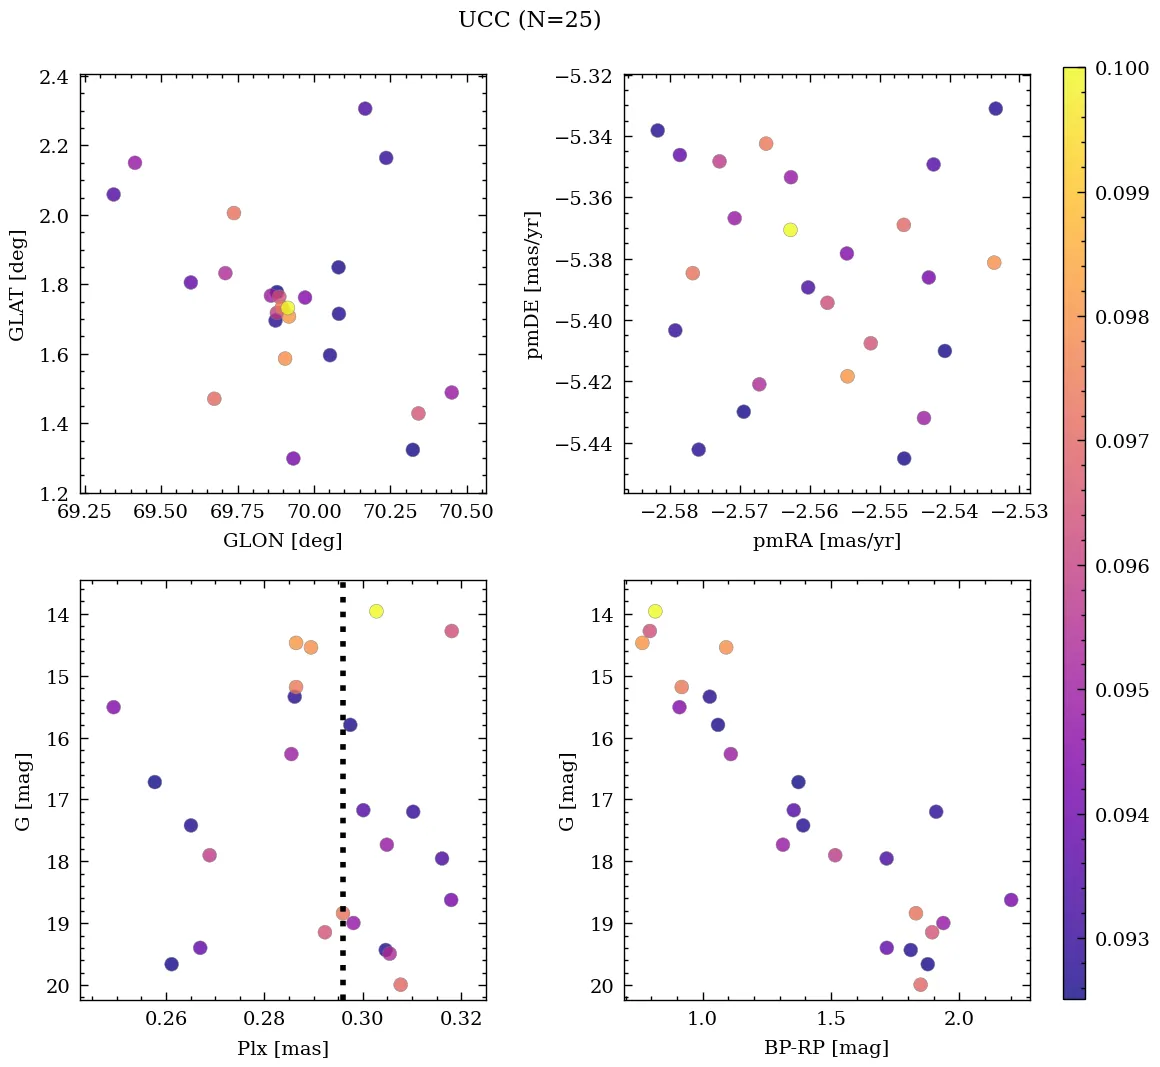 UCC (N=25)
2.4
2.2
2.0
1.8
1.6
1.4
1.2
GLAT [deg]
69.25 69.50 69.75 70.00 70.25 70.50
GLON [deg]
−5.32
−5.34
−5.36
−5.38
−5.40
−5.42
−5.44
pmDE [mas/yr]
−2.58 −2.57 −2.56 −2.55 −2.54 −2.53
pmRA [mas/yr]
14
15
16
17
18
19
20
G [mag]
0.26 0.28 0.30 0.32
Plx [mas]
14
15
16
17
18
19
20
G [mag]
1.0 1.5 2.0
BP-RP [mag]
0.100
0.099
0.098
0.097
0.096
0.095
0.094
0.093